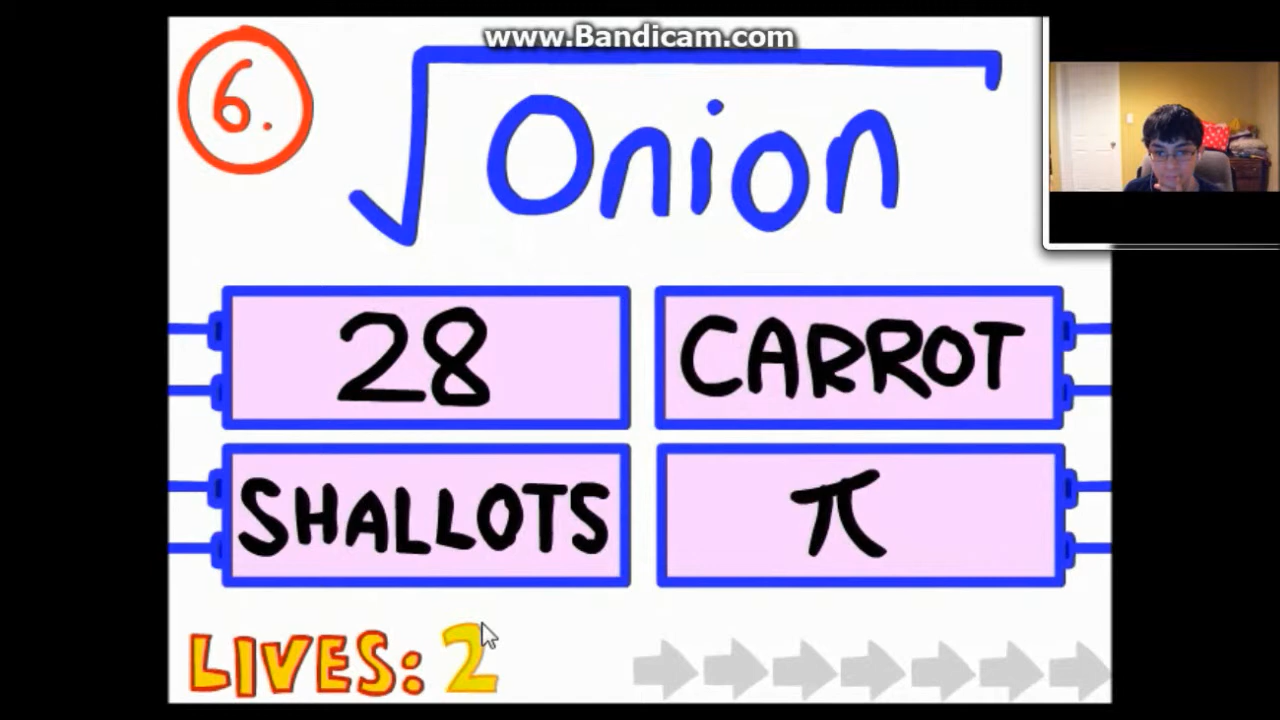 www.Bandicam.com
6.
√Onion
28
CARROT
SHALLOTS
π
LIVES: 2